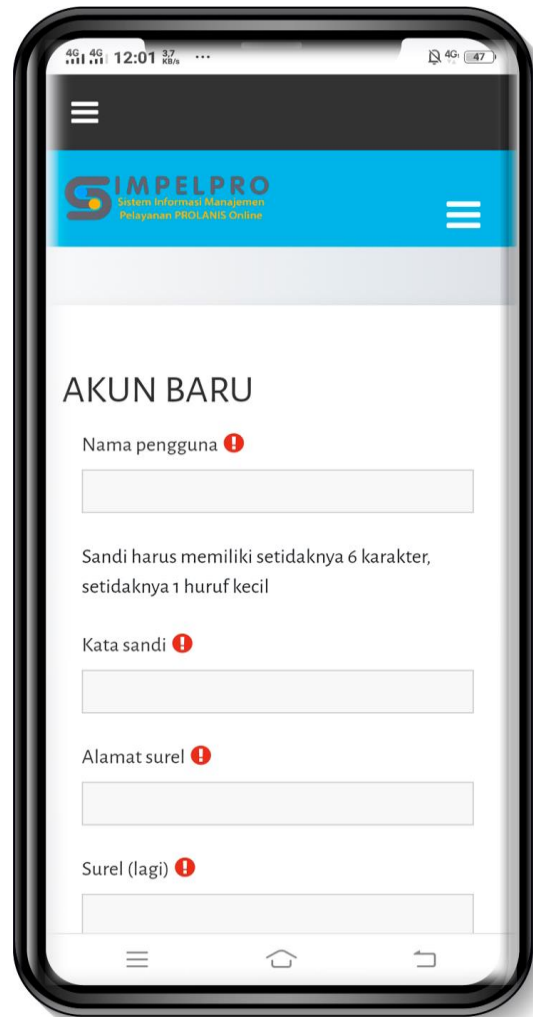 4G 4G 12:01 3,7 KB/s ... 4G 47
SIMPELPRO
Sistem Informasi Manajemen
Pelayanan PROLANIS Online
AKUN BARU
Nama pengguna
Sandi harus memiliki setidaknya 6 karakter,
setidaknya 1 huruf kecil
Kata sandi
Alamat surel
Surel (lagi)